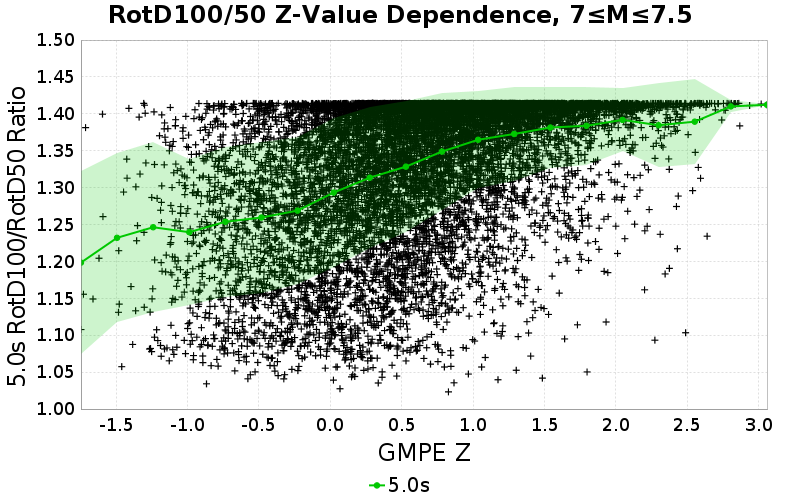 RotD100/50 Z-Value Dependence, 7≤M≤7.5
5.0s RotD100/RotD50 Ratio
1.50
1.45
1.40
1.35
1.30
1.25
1.20
1.15
1.10
1.05
1.00
-1.5 -1.0 -0.5 0.0 0.5 1.0 1.5 2.0 2.5 3.0
GMPE Z
5.0s